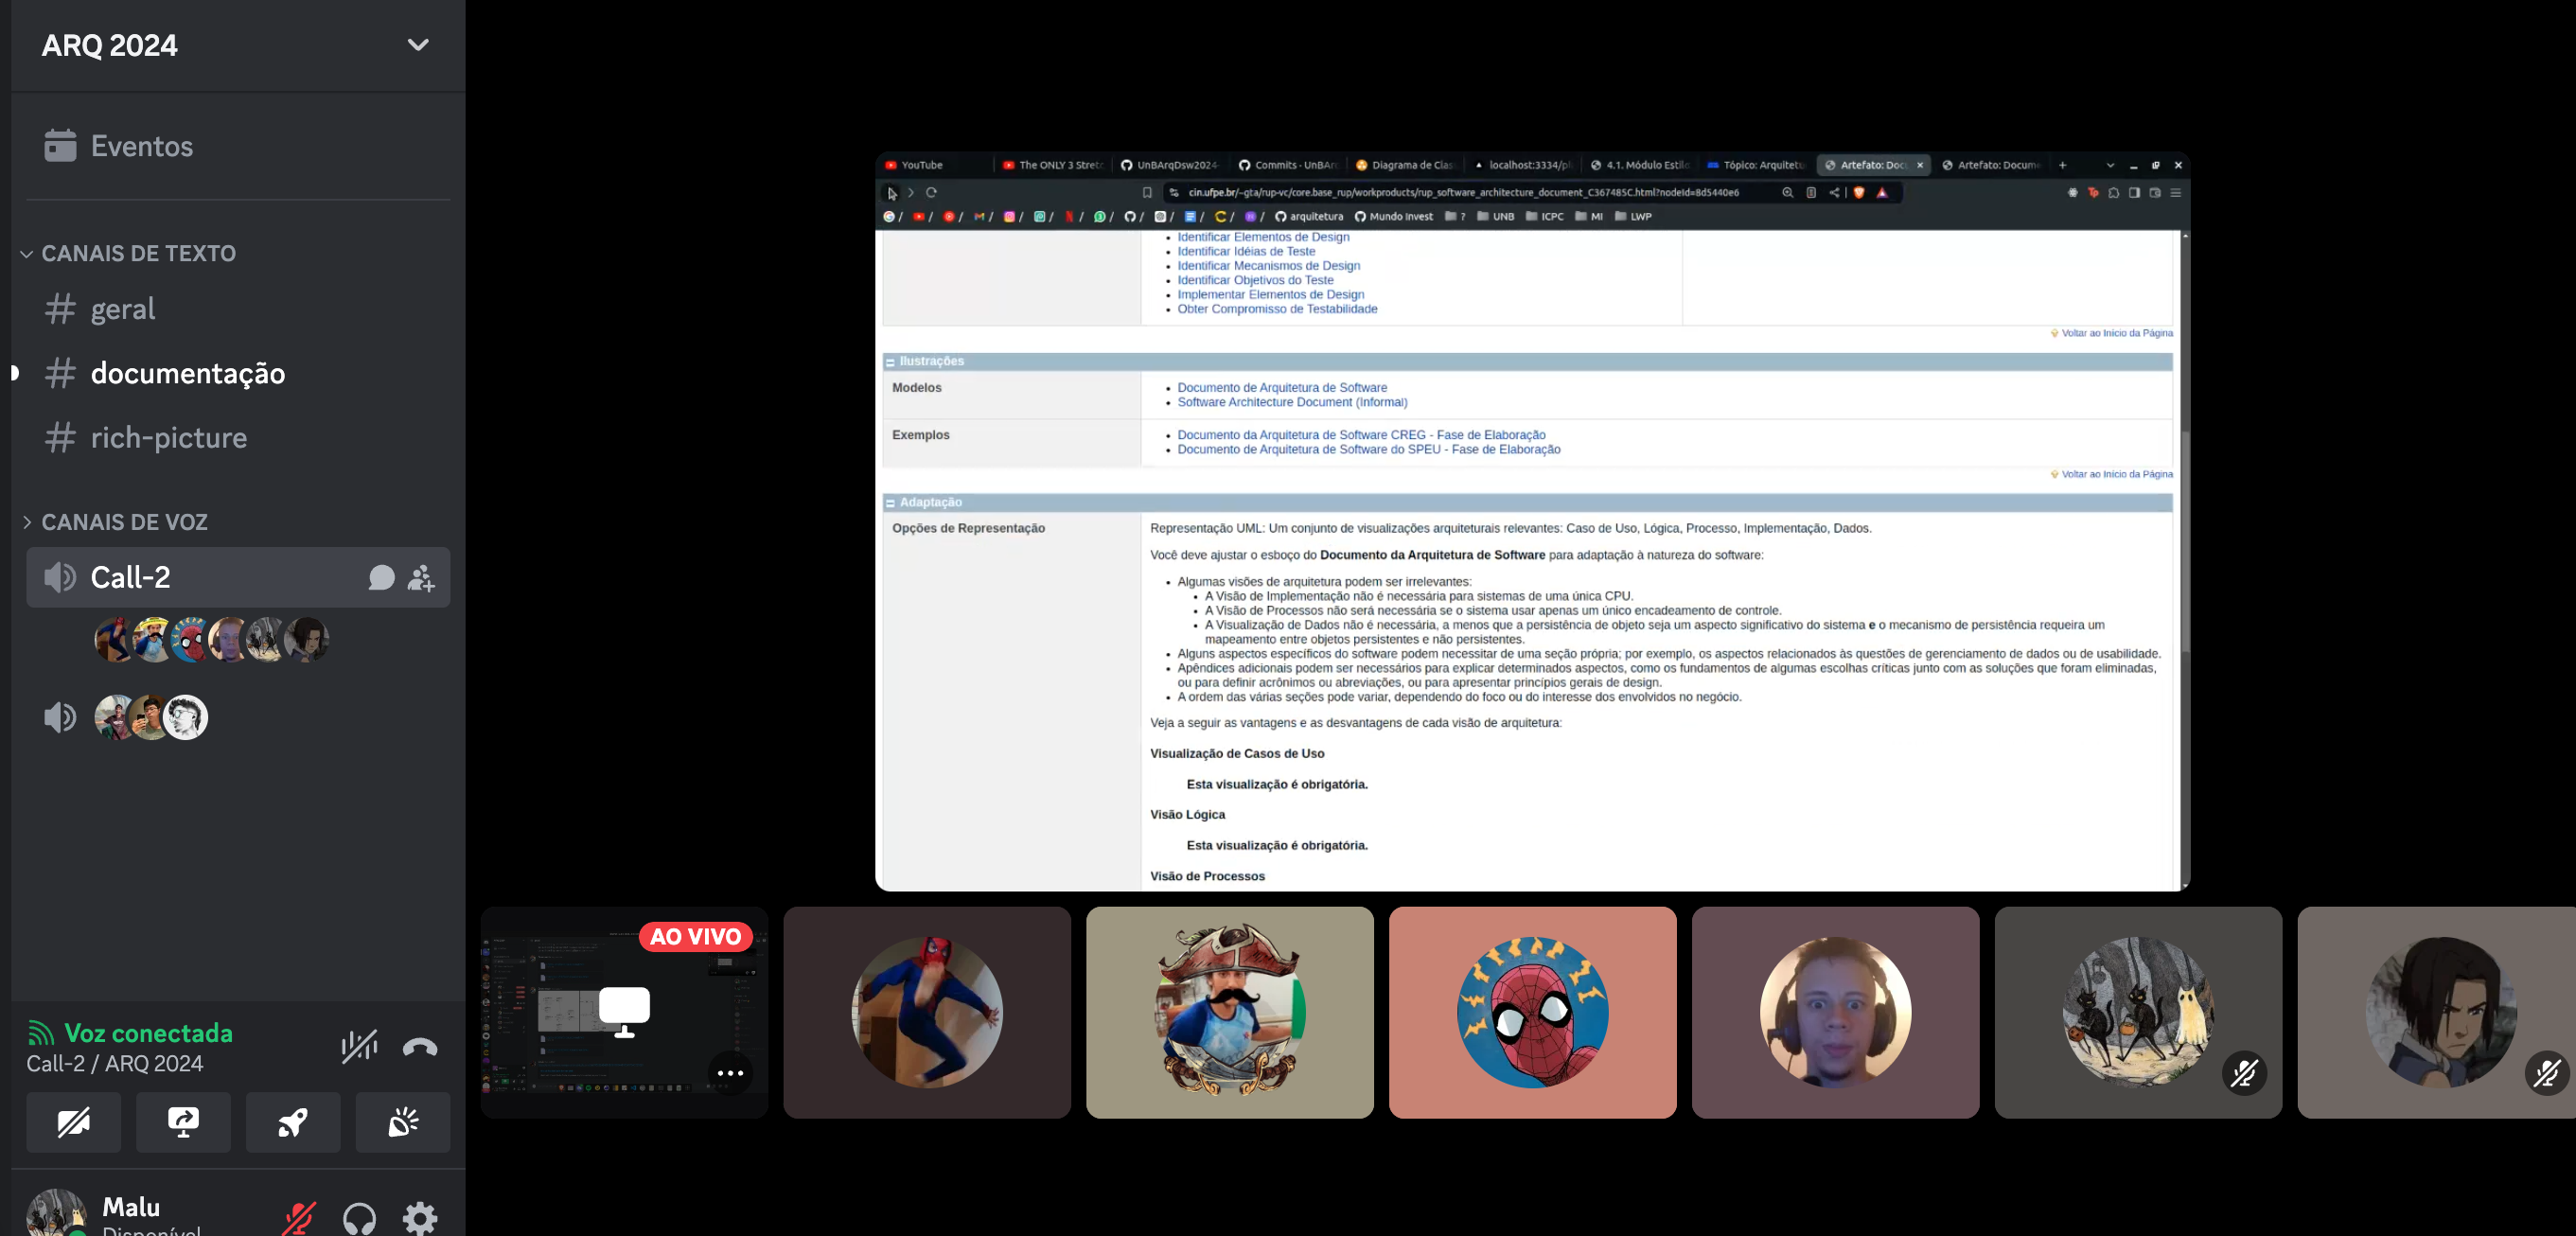 ARQ 2024
Eventos
CANAIS DE TEXTO
geral
documentação
rich-picture
CANAIS DE VOZ
Call-2
Voz conectada
Call-2 / ARQ 2024
Malu
Disponível
YouTube
The ONLY 3 Stretc
UnBArqDsw2024-
Commits · UnBAr
Diagrama de Clas
localhost:3334/pl
4.1. Módulo Estilo
Tópico: Arquitetu
Artefato: Docu
Artefato: Docume
cin.ufpe.br/~gta/rup-vc/core.base_rup/workproducts/rup_software_architecture_document_C367485C.html?nodeId=8d5440e6
arquitetura
Mundo Invest
?
UNB
ICPC
MI
LWP
Identificar Elementos de Design
Identificar Idéias de Teste
Identificar Mecanismos de Design
Identificar Objetivos do Teste
Implementar Elementos de Design
Obter Compromisso de Testabilidade
Voltar ao Início da Página
Ilustrações
Modelos
Documento de Arquitetura de Software
Software Architecture Document (Informal)
Exemplos
Documento da Arquitetura de Software CREG - Fase de Elaboração
Documento de Arquitetura de Software do SPEU - Fase de Elaboração
Voltar ao Início da Página
Adaptação
Opções de Representação
Representação UML: Um conjunto de visualizações arquiteturais relevantes: Caso de Uso, Lógica, Processo, Implementação, Dados.
Você deve ajustar o esboço do Documento da Arquitetura de Software para adaptação à natureza do software:
Algumas visões de arquitetura podem ser irrelevantes:
A Visão de Implementação não é necessária para sistemas de uma única CPU.
A Visão de Processos não será necessária se o sistema usar apenas um único encadeamento de controle.
A Visualização de Dados não é necessária, a menos que a persistência de objeto seja um aspecto significativo do sistema e o mecanismo de persistência requeira um
mapeamento entre objetos persistentes e não persistentes.
Alguns aspectos específicos do software podem necessitar de uma seção própria; por exemplo, os aspectos relacionados às questões de gerenciamento de dados ou de usabilidade.
Apêndices adicionais podem ser necessários para explicar determinados aspectos, como os fundamentos de algumas escolhas críticas junto com as soluções que foram eliminadas,
ou para definir acrônimos ou abreviações, ou para apresentar princípios gerais de design.
A ordem das várias seções pode variar, dependendo do foco ou do interesse dos envolvidos no negócio.
Veja a seguir as vantagens e as desvantagens de cada visão de arquitetura:
Visualização de Casos de Uso
Esta visualização é obrigatória.
Visão Lógica
Esta visualização é obrigatória.
Visão de Processos
AO VIVO